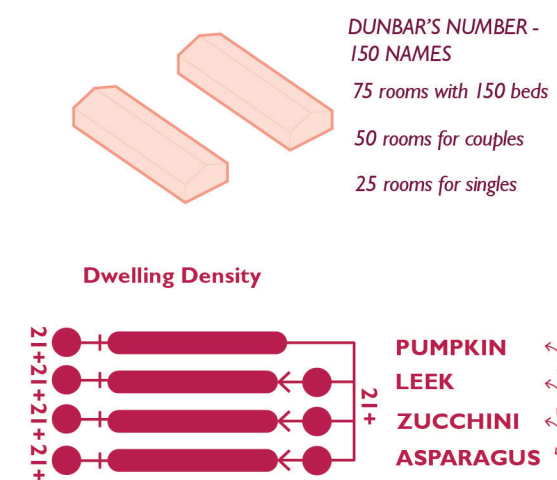 DUNBAR'S NUMBER -
150 NAMES
75 rooms with 150 beds
50 rooms for couples
25 rooms for singles
Dwelling Density
21+21+21+21+
21+
PUMPKIN
LEEK
ZUCCHINI
ASPARAGUS